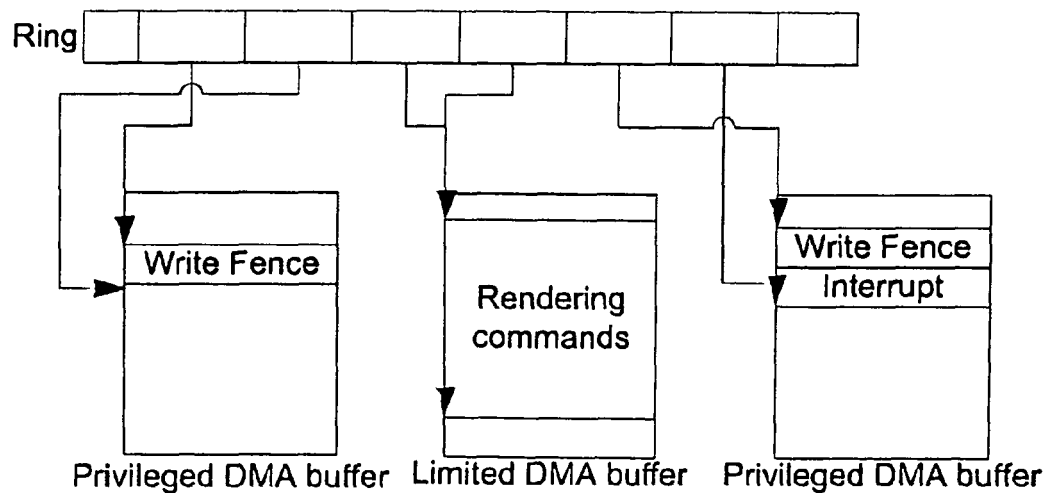 Ring
Write Fence
Rendering
commands
Write Fence
Interrupt
Privileged DMA buffer
Limited DMA buffer
Privileged DMA buffer